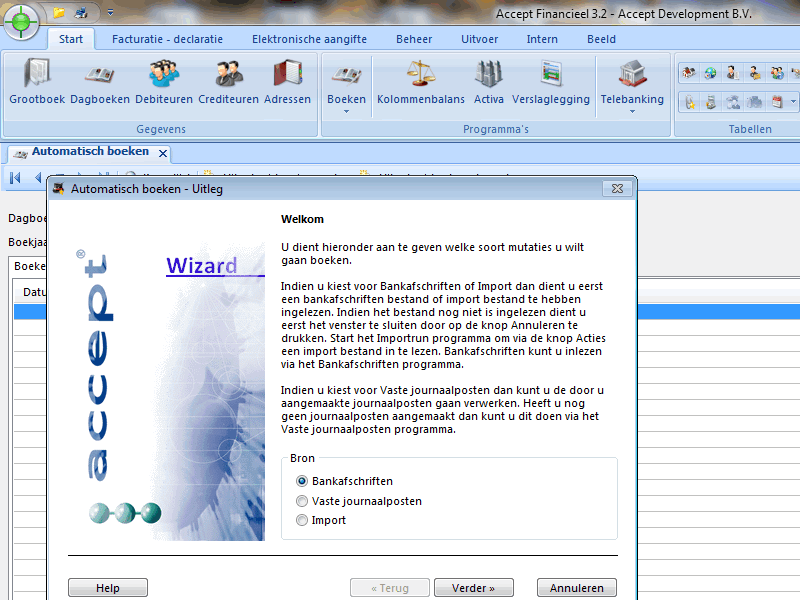 Accept Financieel 3.2 - Accept Development B.V.
Start Facturatie - declaratie Elektronische aangifte Beheer Uitvoer Intern Beeld
Grootboek Dagboeken Debiteuren Crediteuren Adressen Boeken Kolommenbalans Activa Verslaglegging Telebanking
Gegevens Programma's Tabellen
Automatisch boeken
Automatisch boeken - Uitleg
Dagboe
Boekjaa
Boeke
Datu
accept®
Wizard
Welkom
U dient hieronder aan te geven welke soort mutaties u wilt
gaan boeken.
Indien u kiest voor Bankafschriften of Import dan dient u eerst
een bankafschriften bestand of import bestand te hebben
ingelezen. Indien het bestand nog niet is ingelezen dient u
eerst het venster te sluiten door op de knop Annuleren te
drukken. Start het Importrun programma om via de knop Acties
een import bestand in te lezen. Bankafschriften kunt u inlezen
via het Bankafschriften programma.
Indien u kiest voor Vaste journaalposten dan kunt u de door u
aangemaakte journaalposten gaan verwerken. Heeft u nog
geen journaalposten aangemaakt dan kunt u dit doen via het
Vaste journaalposten programma.
Bron
Bankafschriften
Vaste journaalposten
Import
Help « Terug Verder » Annuleren